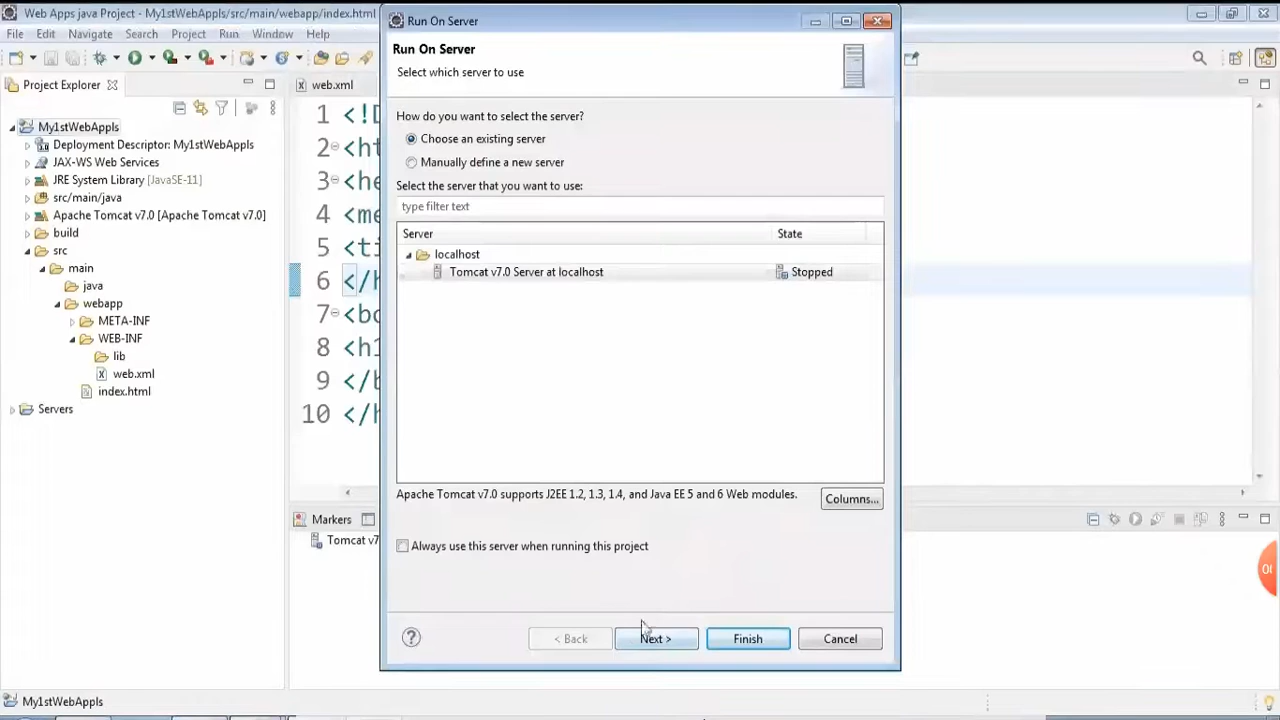 Web Apps java Project - My1stWebAppls/src/main/webapp/index.html
Run On Server
File Edit Navigate Search Project Run Window Help
Run On Server
Select which server to use
Project Explorer
web.xml
How do you want to select the server?
Choose an existing server
Manually define a new server
Select the server that you want to use:
type filter text
Server State
localhost
Tomcat v7.0 Server at localhost Stopped
Apache Tomcat v7.0 supports J2EE 1.2, 1.3, 1.4, and Java EE 5 and 6 Web modules.
Columns...
Always use this server when running this project
< Back Next > Finish Cancel
My1stWebAppls
Deployment Descriptor: My1stWebAppls
JAX-WS Web Services
JRE System Library [JavaSE-11]
src/main/java
Apache Tomcat v7.0 [Apache Tomcat v7.0]
build
src
main
java
webapp
META-INF
WEB-INF
lib
web.xml
index.html
Servers
1 <!D
2 <ht
3 <he
4 <me
5 <ti
6 </h
7 <bo
8 <h1
9 </b
10 </h
Markers
Tomcat v7
My1stWebAppls